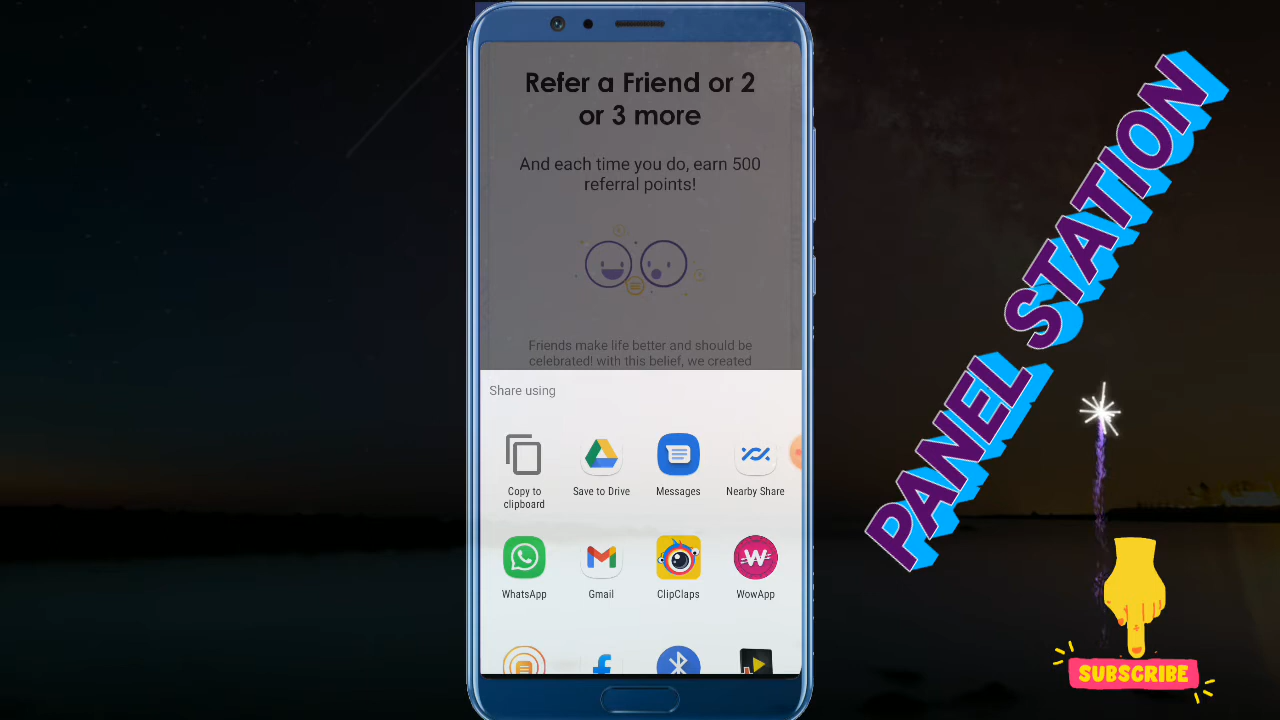 Refer a Friend or 2
or 3 more
And each time you do, earn 500
referral points!
Friends make life better and should be
celebrated! with this belief, we created
Share using
Copy to
clipboard
Save to Drive
Messages
Nearby Share
WhatsApp
Gmail
ClipClaps
WowApp
PANEL STATION
SUBSCRIBE